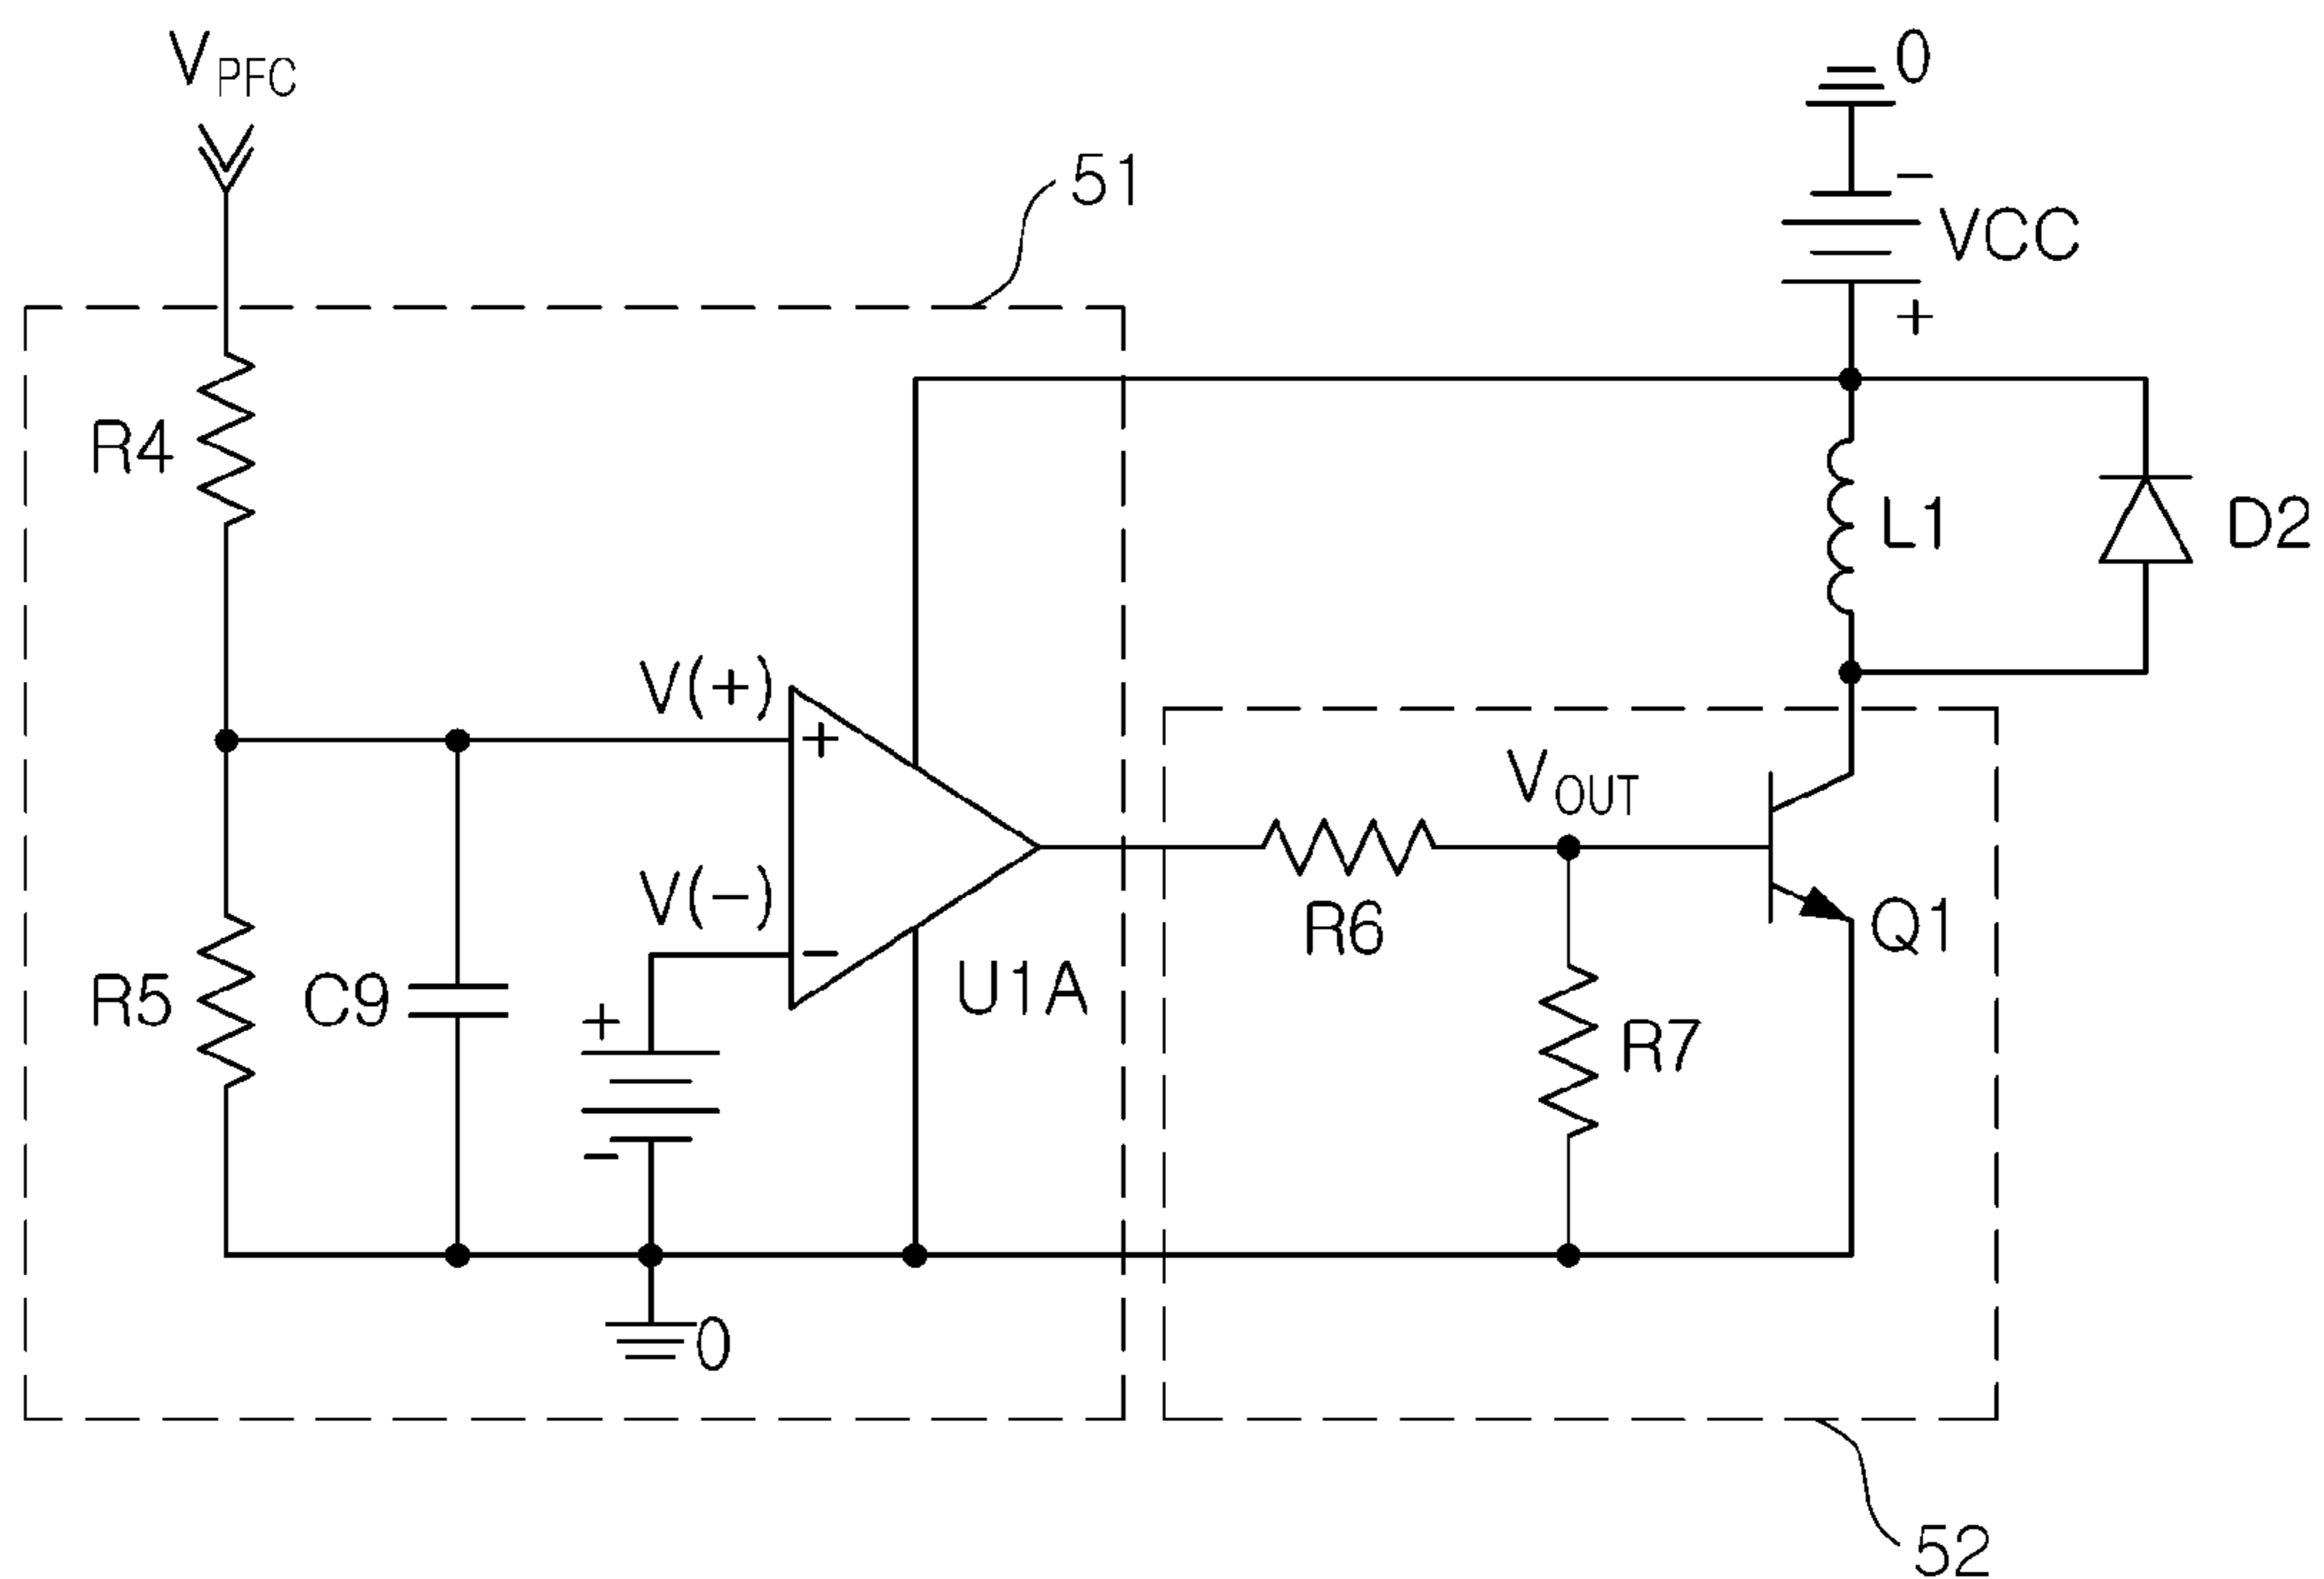 V_PFC
0
51
−
VCC
+
R4
L1
D2
V(+)
+
V_OUT
V(−)
−
R6
Q1
R5
C9
U1A
+
R7
−
0
52